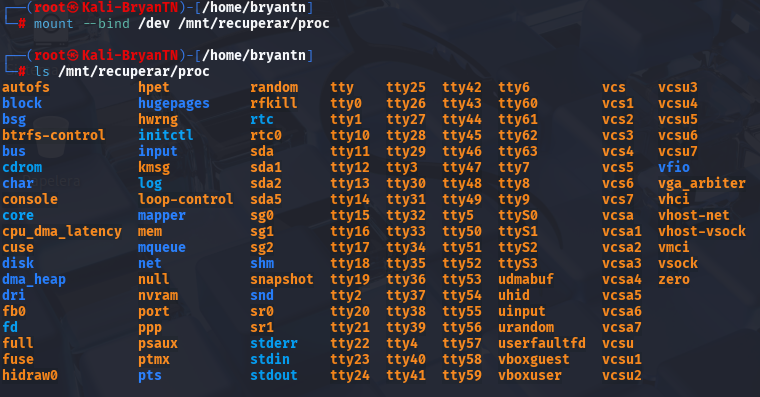 ┌──(root㉿Kali-BryanTN)-[/home/bryantn]
└─# mount --bind /dev /mnt/recuperar/proc
┌──(root㉿Kali-BryanTN)-[/home/bryantn]
└─# ls /mnt/recuperar/proc
autofs hpet random tty tty25 tty42 tty6 vcs vcsu3
block hugepages rfkill tty0 tty26 tty43 tty60 vcs1 vcsu4
bsg hwrng rtc tty1 tty27 tty44 tty61 vcs2 vcsu5
btrfs-control initctl rtc0 tty10 tty28 tty45 tty62 vcs3 vcsu6
bus input sda tty11 tty29 tty46 tty63 vcs4 vcsu7
cdrom kmsg sda1 tty12 tty3 tty47 tty7 vcs5 vfio
char log sda2 tty13 tty30 tty48 tty8 vcs6 vga_arbiter
console loop-control sda5 tty14 tty31 tty49 tty9 vcs7 vhci
core mapper sg0 tty15 tty32 tty5 ttyS0 vcsa vhost-net
cpu_dma_latency mem sg1 tty16 tty33 tty50 ttyS1 vcsa1 vhost-vsock
cuse mqueue sg2 tty17 tty34 tty51 ttyS2 vcsa2 vmci
disk net shm tty18 tty35 tty52 ttyS3 vcsa3 vsock
dma_heap null snapshot tty19 tty36 tty53 udmabuf vcsa4 zero
dri nvram snd tty2 tty37 tty54 uhid vcsa5
fb0 port sr0 tty20 tty38 tty55 uinput vcsa6
fd ppp sr1 tty21 tty39 tty56 urandom vcsa7
full psaux stderr tty22 tty4 tty57 userfaultfd vcsu
fuse ptmx stdin tty23 tty40 tty58 vboxguest vcsu1
hidraw0 pts stdout tty24 tty41 tty59 vboxuser vcsu2